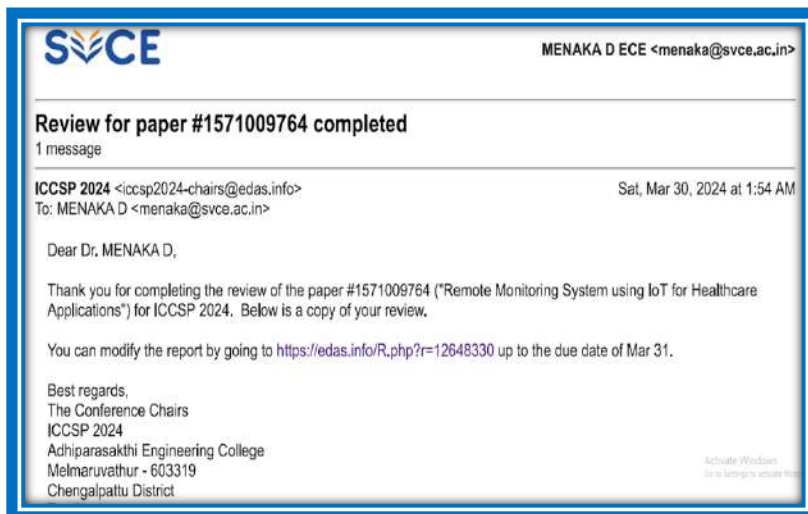 SVCE
MENAKA D ECE <menaka@svce.ac.in>
Review for paper #1571009764 completed
1 message
ICCSP 2024 <iccsp2024-chairs@edas.info>
Sat, Mar 30, 2024 at 1:54 AM
To: MENAKA D <menaka@svce.ac.in>
Dear Dr. MENAKA D,
Thank you for completing the review of the paper #1571009764 ("Remote Monitoring System using IoT for Healthcare
Applications") for ICCSP 2024. Below is a copy of your review.
You can modify the report by going to https://edas.info/R.php?r=12648330 up to the due date of Mar 31.
Best regards,
The Conference Chairs
ICCSP 2024
Adhiparasakthi Engineering College
Melmaruvathur - 603319
Chengalpattu District
Activate Windows
Go to Settings to activate